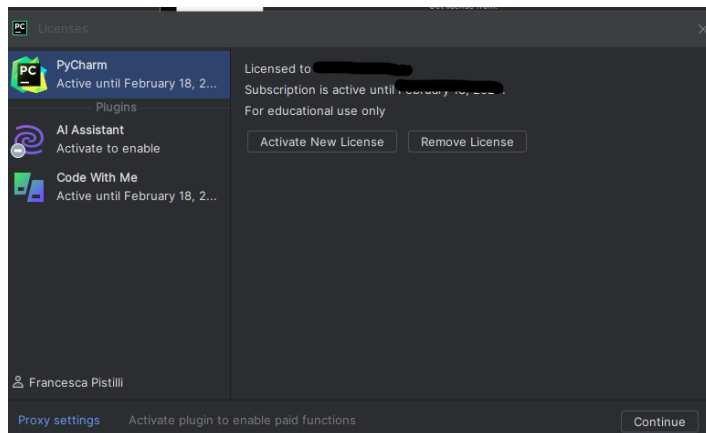 Licenses
PyCharm
Active until February 18, 2...
Plugins
AI Assistant
Activate to enable
Code With Me
Active until February 18, 2...
Francesca Pistilli
Licensed to
Subscription is active until
For educational use only
Activate New License
Remove License
Proxy settings
Activate plugin to enable paid functions
Continue